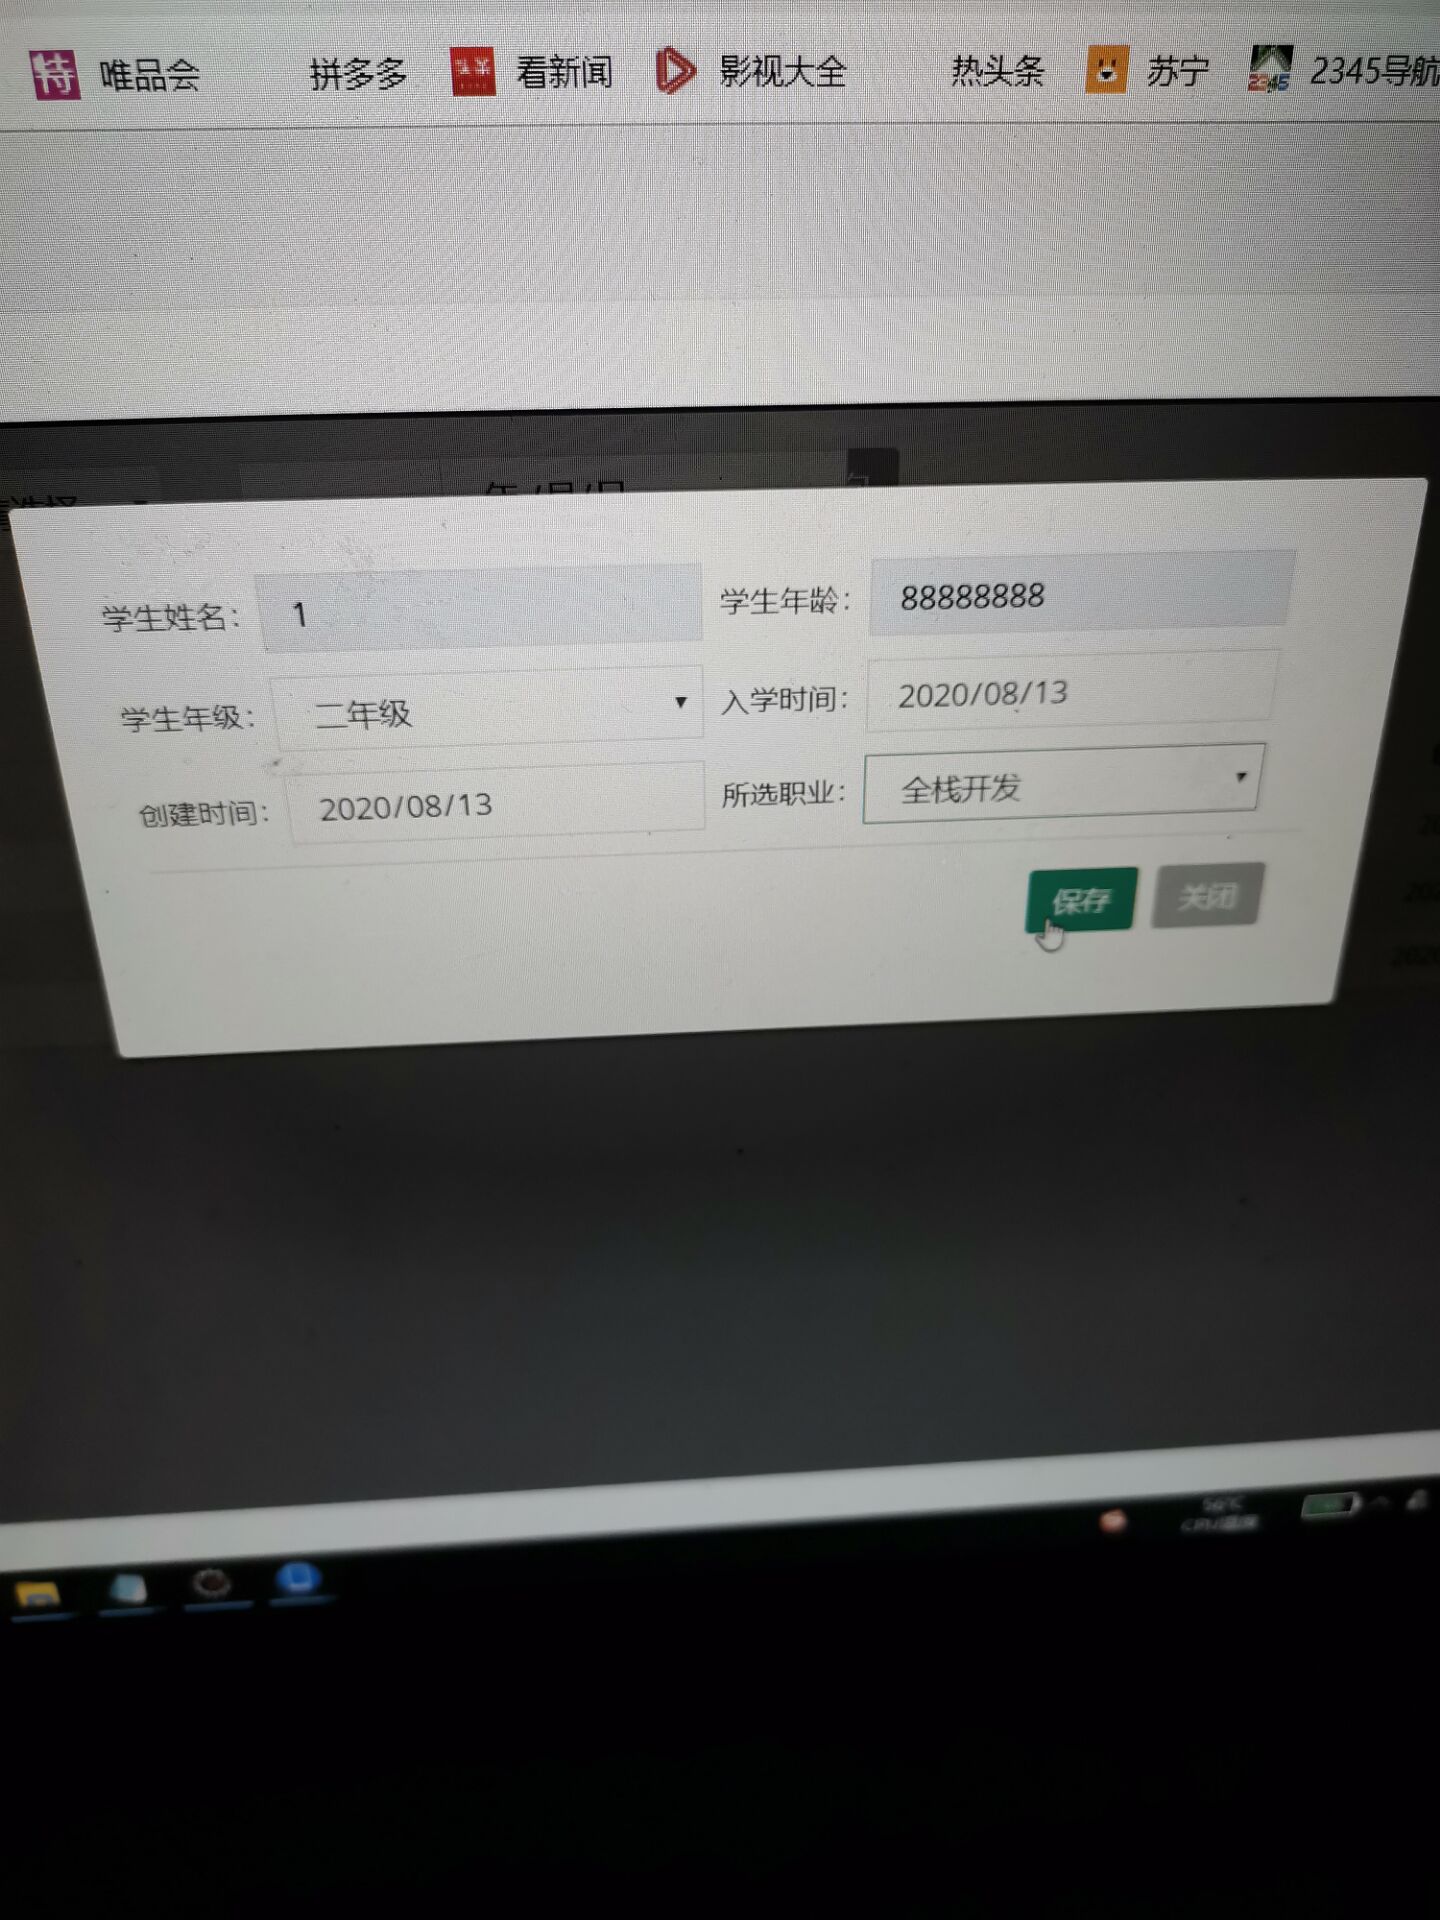 特 唯品会 拼多多 看新闻 影视大全 热头条 苏宁 2345 2345导航
学生姓名: 1 学生年龄: 88888888
学生年级: 二年级 入学时间: 2020/08/13
创建时间: 2020/08/13 所选职业: 全栈开发
保存 关闭